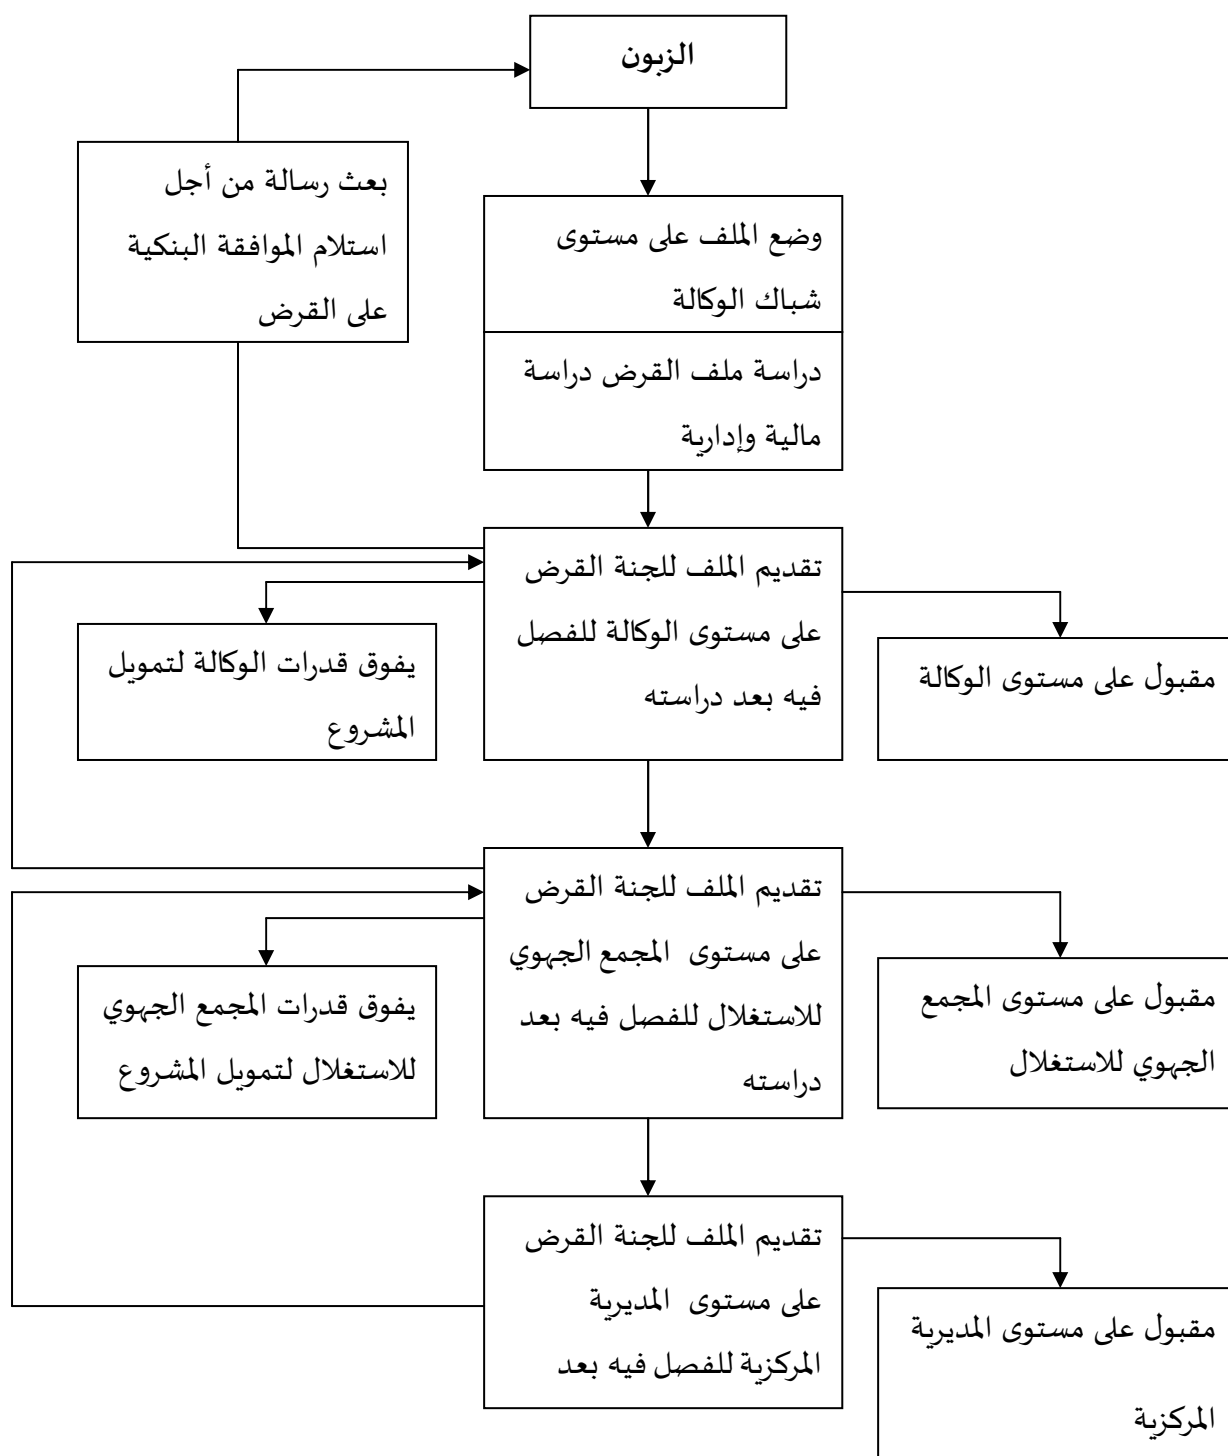 الزبون
بعث رسالة من أجل
استلام الموافقة البنكية
على القرض
وضع الملف على مستوى
شباك الوكالة
دراسة ملف القرض دراسة
مالية وإدارية
تقديم الملف للجنة القرض
على مستوى الوكالة للفصل
فيه بعد دراسته
مقبول على مستوى الوكالة
يفوق قدرات الوكالة لتمويل
المشروع
تقديم الملف للجنة القرض
على مستوى المجمع الجهوي
للاستغلال للفصل فيه بعد
دراسته
مقبول على مستوى المجمع
الجهوي للاستغلال
يفوق قدرات المجمع الجهوي
للاستغلال لتمويل المشروع
تقديم الملف للجنة القرض
على مستوى المديرية
المركزية للفصل فيه بعد
مقبول على مستوى المديرية
المركزية